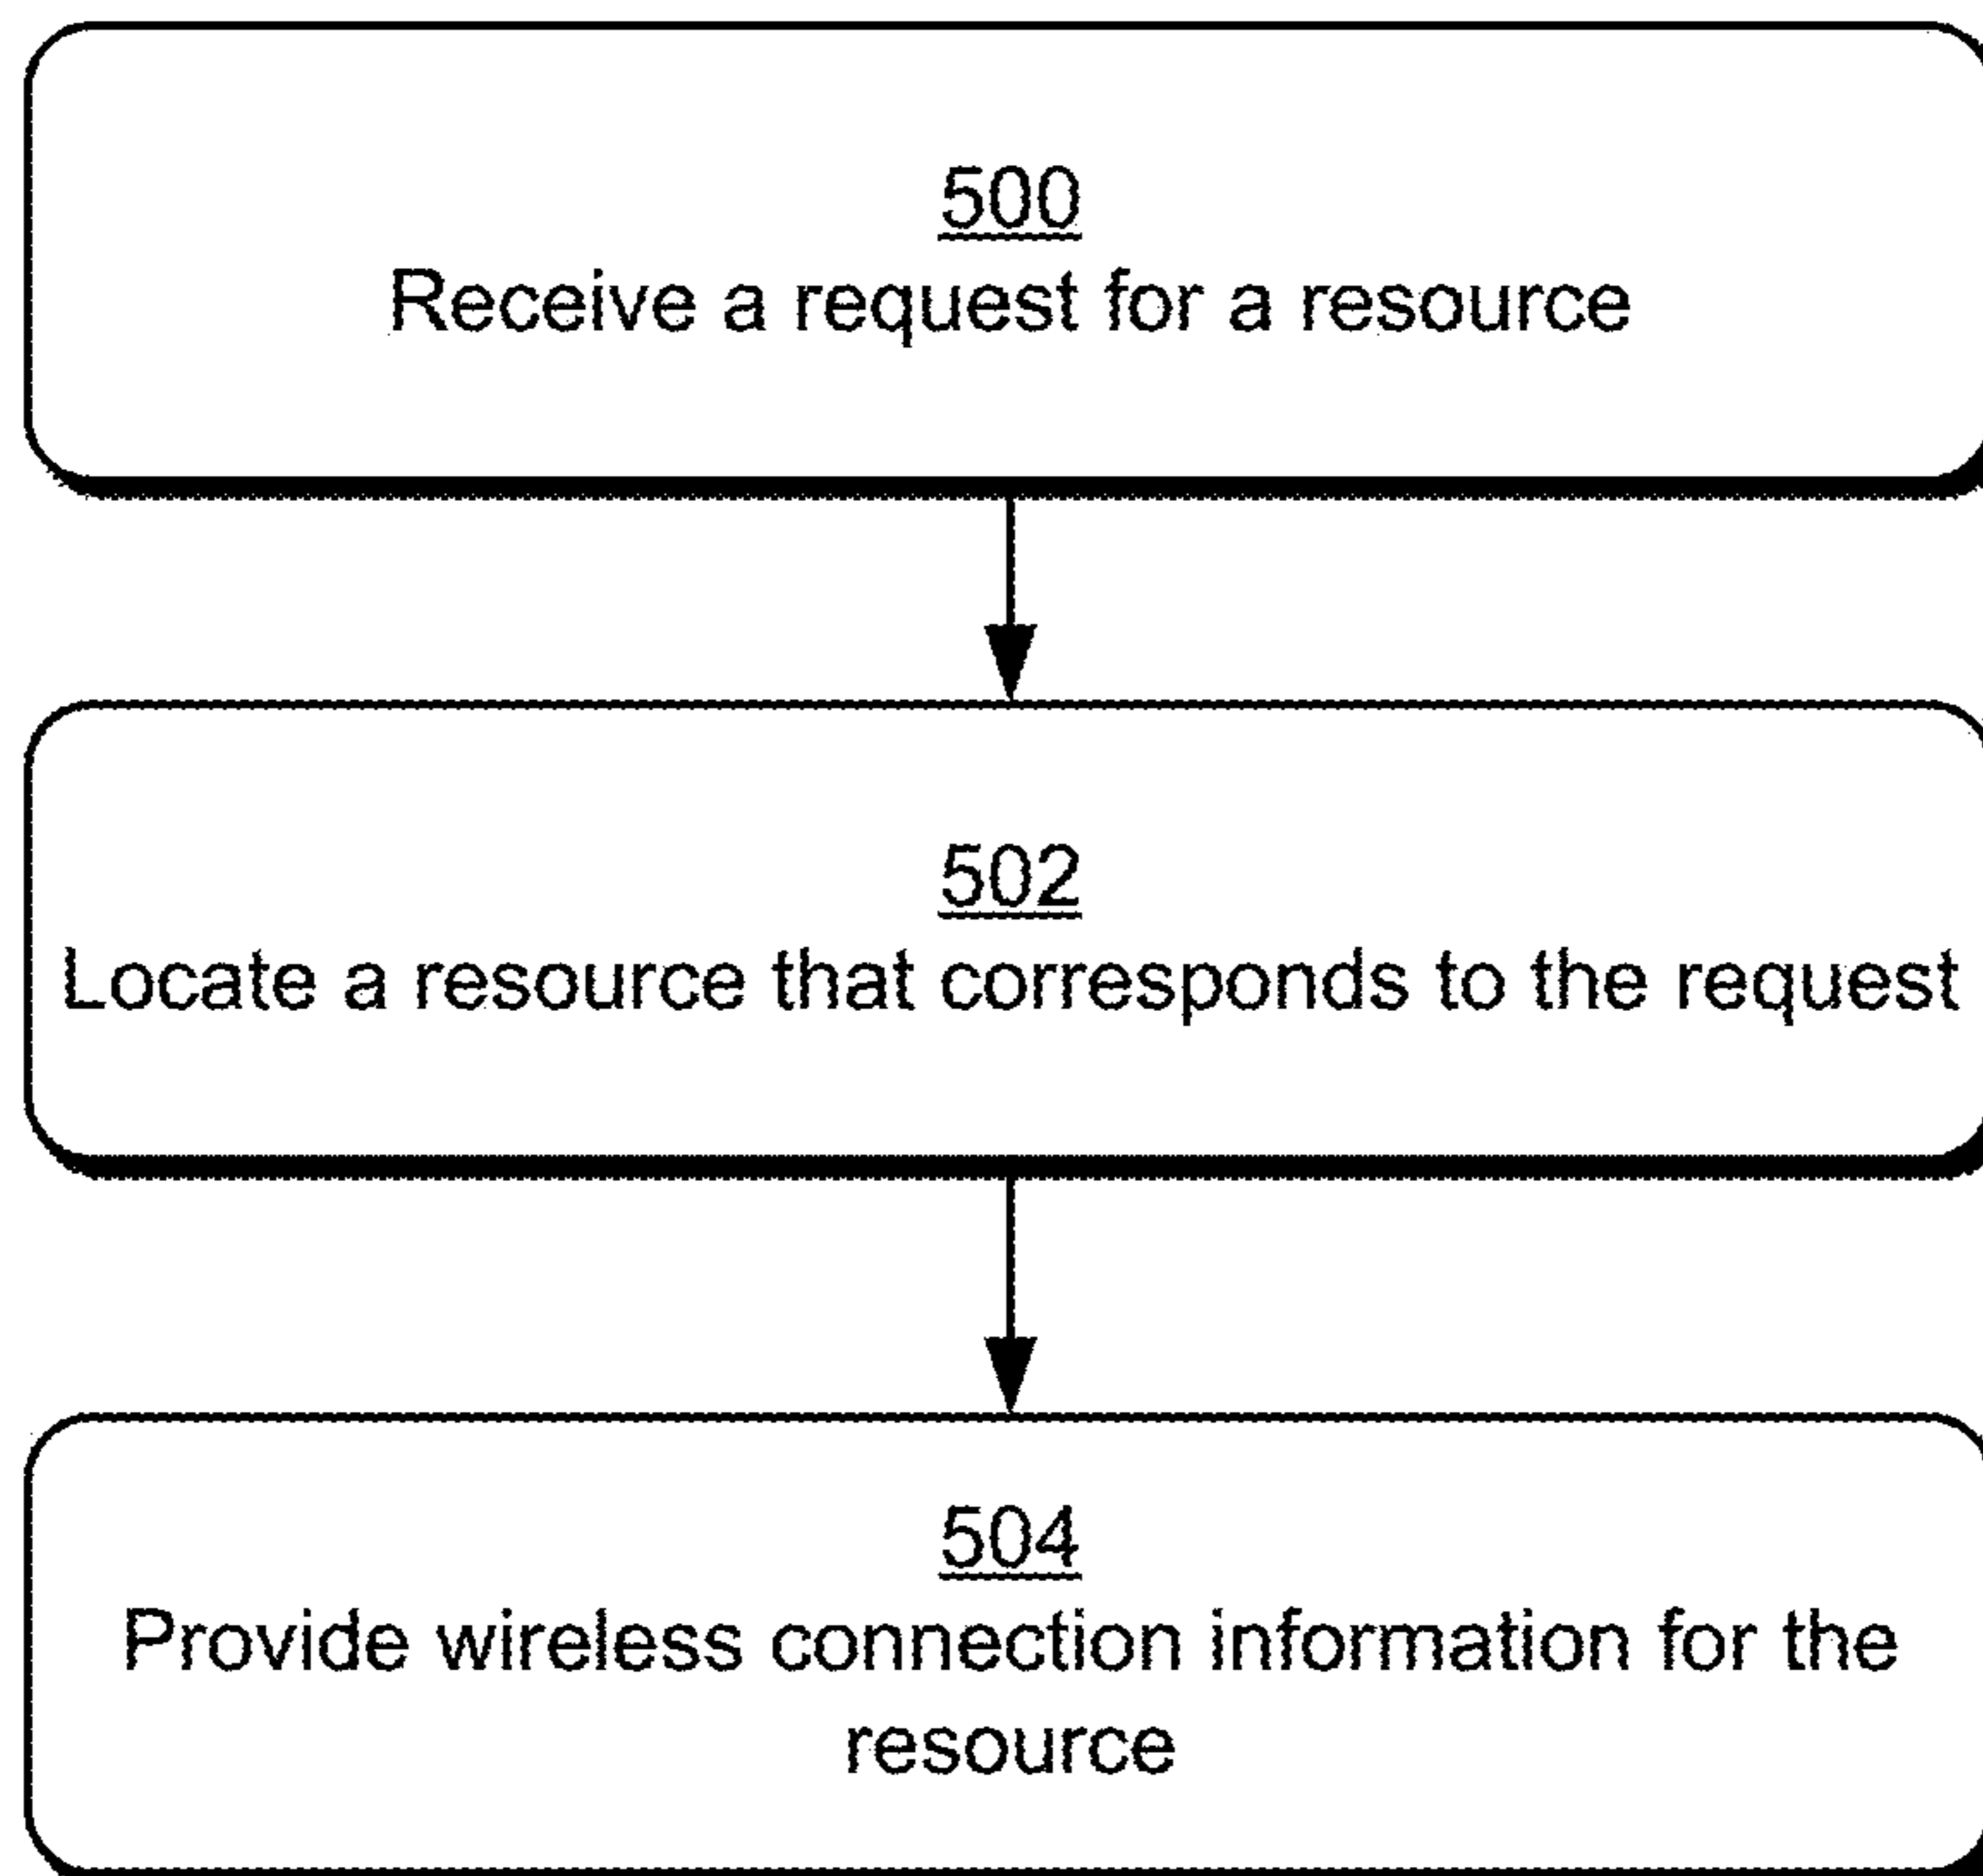 500
Receive a request for a resource
502
Locate a resource that corresponds to the request
504
Provide wireless connection information for the
resource